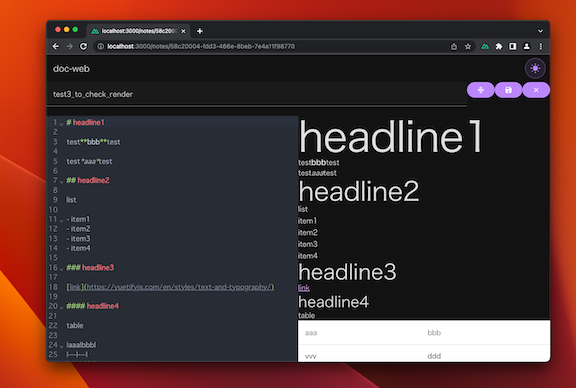 localhost:3000/notes/58c20004
localhost:3000/notes/58c20004-fdd3-466e-8beb-7e4a11f98770
doc-web
test3_to_check_render
1 # headline1
2
3 test**bbb**test
4
5 test*aaa*test
6
7 ## headline2
8
9 list
10
11 - item1
12 - item2
13 - item3
14 - item4
15
16 ### headline3
17
18 [link](https://vuetifyjs.com/en/styles/text-and-typography/)
19
20 #### headline4
21
22 table
23
24 |aaa|bbb|
25 |---|---|
headline1
testbbbtest
testaaatest
headline2
list
item1
item2
item3
item4
headline3
link
headline4
table
aaa bbb
vvv ddd